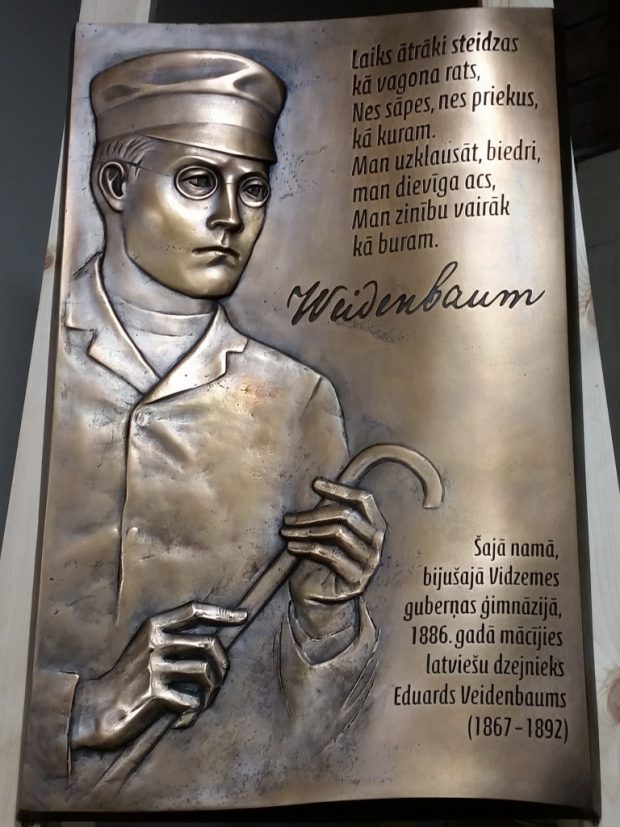 Laiks ātrāki steidzas
kā vagona rats,
Nes sāpes, nes priekus,
kā kuram.
Man uzklausāt, biedri,
man dievīga acs,
Man zinību vairāk
kā buram.
Weidenbaum
Šajā namā,
bijušajā Vidzemes
guberņas ģimnāzijā,
1886. gadā mācījies
latviešu dzejnieks
Eduards Veidenbaums
(1867-1892)